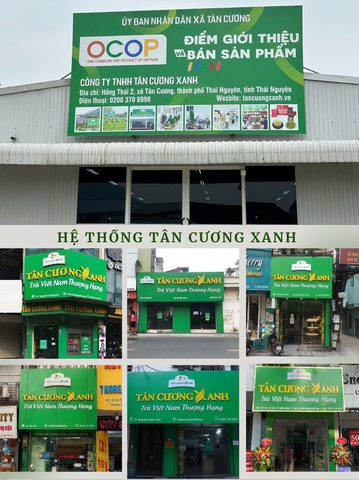 ỦY BAN NHÂN DÂN XÃ TÂN CƯƠNG
OCOP
ONE COMMUNE ONE PRODUCT OF VIETNAM
ĐIỂM GIỚI THIỆU
VÀ BÁN SẢN PHẨM
CÔNG TY TNHH TÂN CƯƠNG XANH
Địa chỉ: Hồng Thái 2, xã Tân Cương, thành phố Thái Nguyên, tỉnh Thái Nguyên
Điện thoại: 0208 370 8998
Wesbite: tancuongxanh.vn
HỆ THỐNG TÂN CƯƠNG XANH
TÂN CƯƠNG XANH
Trà Việt Nam Thượng Hạng
TÂN CƯƠNG XANH
Trà Việt Nam Thượng Hạng
TÂN CƯƠNG XANH
Trà Việt Nam Thượng Hạng
TÂN CƯƠNG XANH
Trà Việt Nam Thượng Hạng
TÂN CƯƠNG XANH
Trà Việt Nam Thượng Hạng
TÂN CƯƠNG XANH
Trà Việt Nam Thượng Hạng